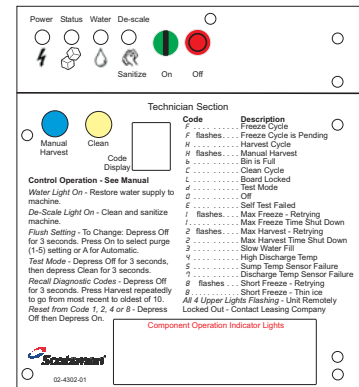 Power Status Water De-scale
Sanitize On Off
Technician Section
Manual
Harvest
Clean
Code
Display
Control Operation - See Manual
Water Light On - Restore water supply to
machine.
De-Scale Light On - Clean and sanitize
machine.
Flush Setting - To Change: Depress Off
for 3 seconds. Press On to select purge
(1-5) setting or A for Automatic.
Test Mode - Depress Off for 3 seconds,
then depress Clean for 3 seconds.
Recall Diagnostic Codes - Depress Off
for 3 seconds. Press Harvest repeatedly
to go from most recent to oldest of 10.
Reset from Code 1, 2, 4 or 8 - Depress
Off then Depress On.
Code Description
F . . . . . . . . . . Freeze Cycle
F flashes. . . . Freeze Cycle is Pending
H . . . . . . . . . . Harvest Cycle
H flashes. . . . Manual Harvest
b . . . . . . . . . . Bin is Full
C . . . . . . . . . . Clean Cycle
L . . . . . . . . . . Board Locked
d . . . . . . . . . . Test Mode
O . . . . . . . . . . Off
E . . . . . . . . . . Self Test Failed
1 flashes. . . . Max Freeze - Retrying
1 . . . . . . . . . . Max Freeze Time Shut Down
2 flashes. . . . Max Harvest - Retrying
2 . . . . . . . . . . Max Harvest Time Shut Down
3 . . . . . . . . . . Slow Water Fill
4 . . . . . . . . . . High Discharge Temp
5 . . . . . . . . . . Sump Temp Sensor Failure
7 . . . . . . . . . . Discharge Temp Sensor Failure
8 flashes . . . Short Freeze - Retrying
8 . . . . . . . . . . Short Freeze - Thin ice
All 4 Upper Lights Flashing - Unit Remotely
Locked Out - Contact Leasing Company
Component Operation Indicator Lights
Scotsman
02-4302-01